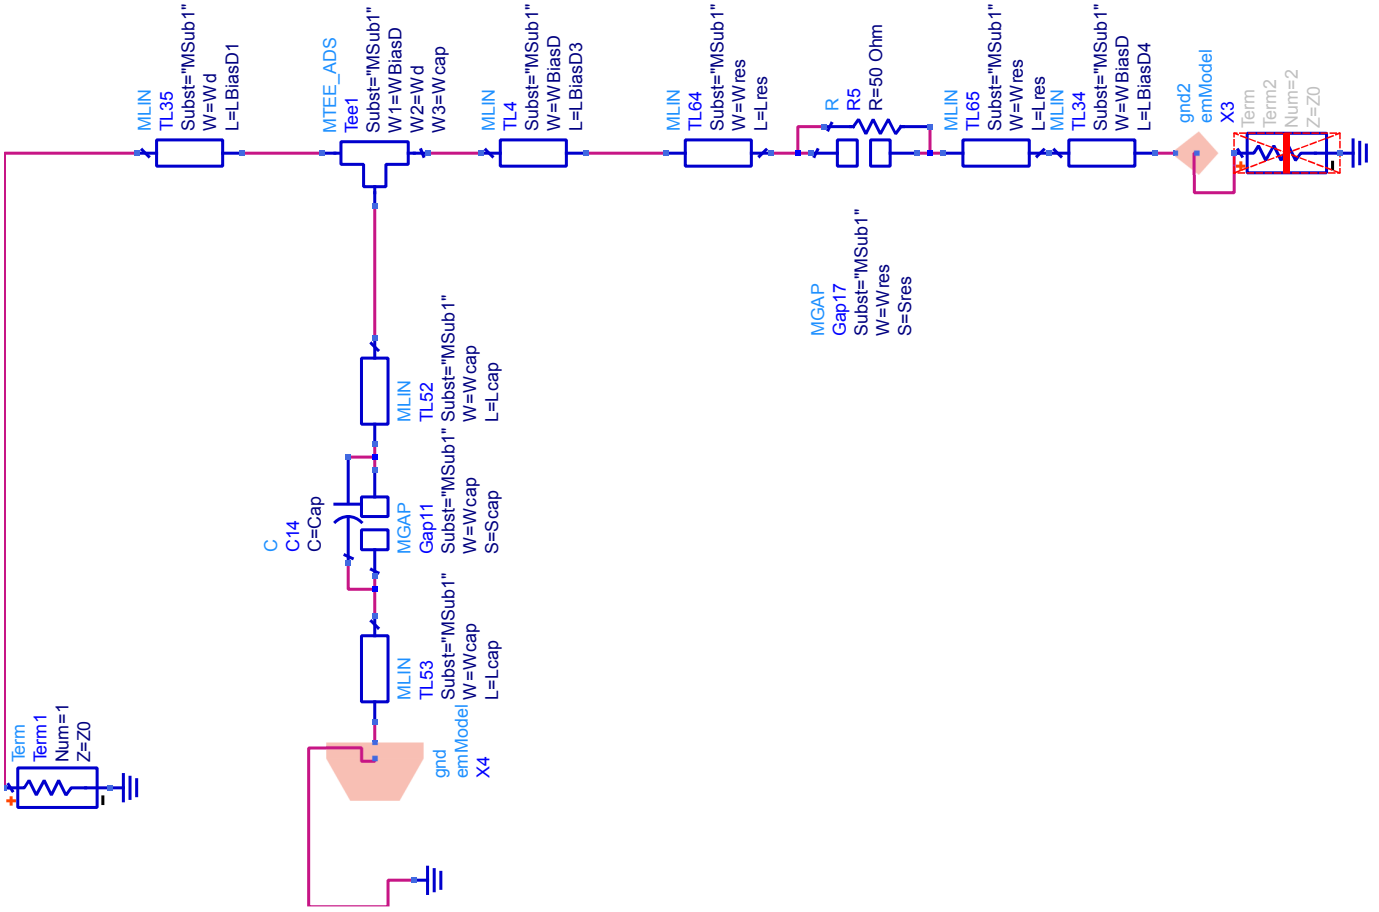 MLIN
TL35
Subst="MSub1"
W=Wd
L=LBiasD1
MTEE_ADS
Tee1
Subst="MSub1"
W1=WBiasD
W2=Wd
W3=Wcap
MLIN
TL4
Subst="MSub1"
W=WBiasD
L=LBiasD3
MLIN
TL64
Subst="MSub1"
W=Wres
L=Lres
R
R5
R=50 Ohm
MLIN
TL65
Subst="MSub1"
W=Wres
L=Lres
MLIN
TL34
Subst="MSub1"
W=WBiasD
L=LBiasD4
gnd2
emModel
X3
Term
Term2
Num=2
Z=Z0
MGAP
Gap17
Subst="MSub1"
W=Wres
S=Sres
MLIN
TL52
Subst="MSub1"
W=Wcap
L=Lcap
C
C14
C=Cap
MGAP
Gap11
Subst="MSub1"
W=Wcap
S=Scap
MLIN
TL53
Subst="MSub1"
W=Wcap
L=Lcap
gnd
emModel
X4
Term
Term1
Num=1
Z=Z0